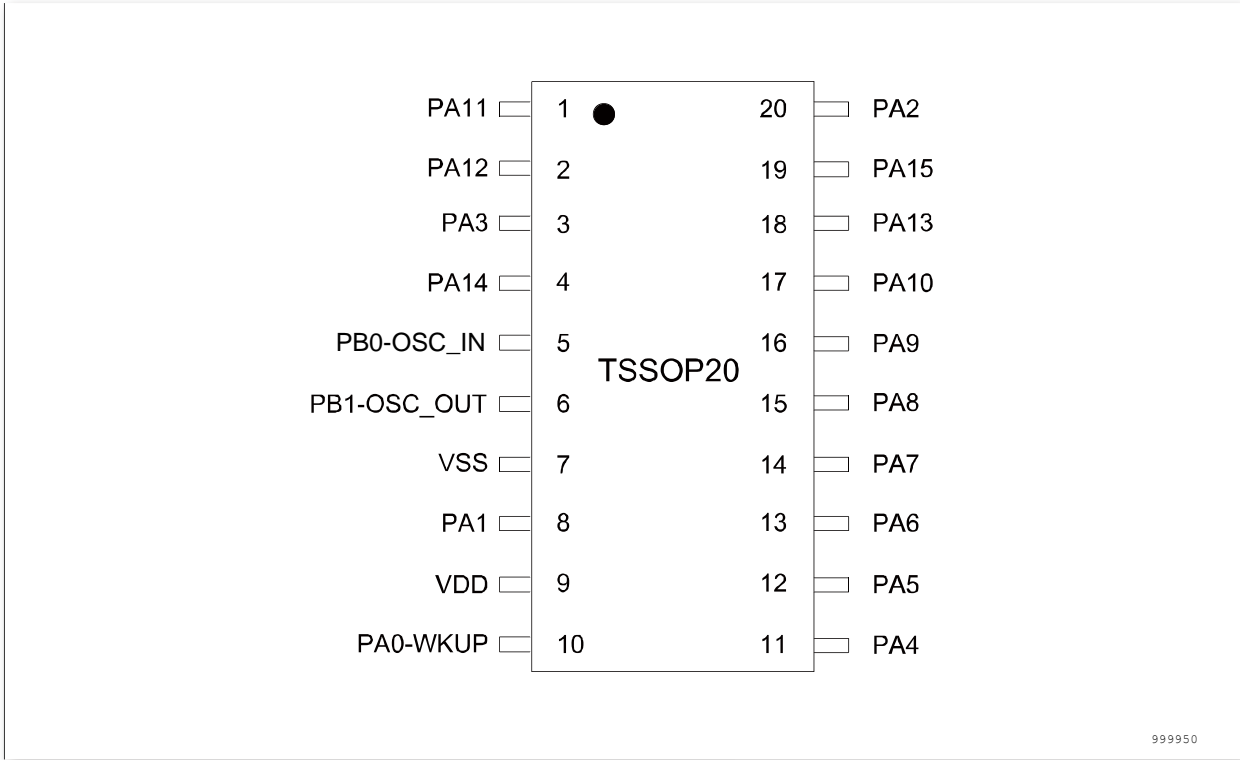 PA11 1 20 PA2
PA12 2 19 PA15
PA3 3 18 PA13
PA14 4 17 PA10
PB0-OSC_IN 5 16 PA9
TSSOP20
PB1-OSC_OUT 6 15 PA8
VSS 7 14 PA7
PA1 8 13 PA6
VDD 9 12 PA5
PA0-WKUP 10 11 PA4
999950